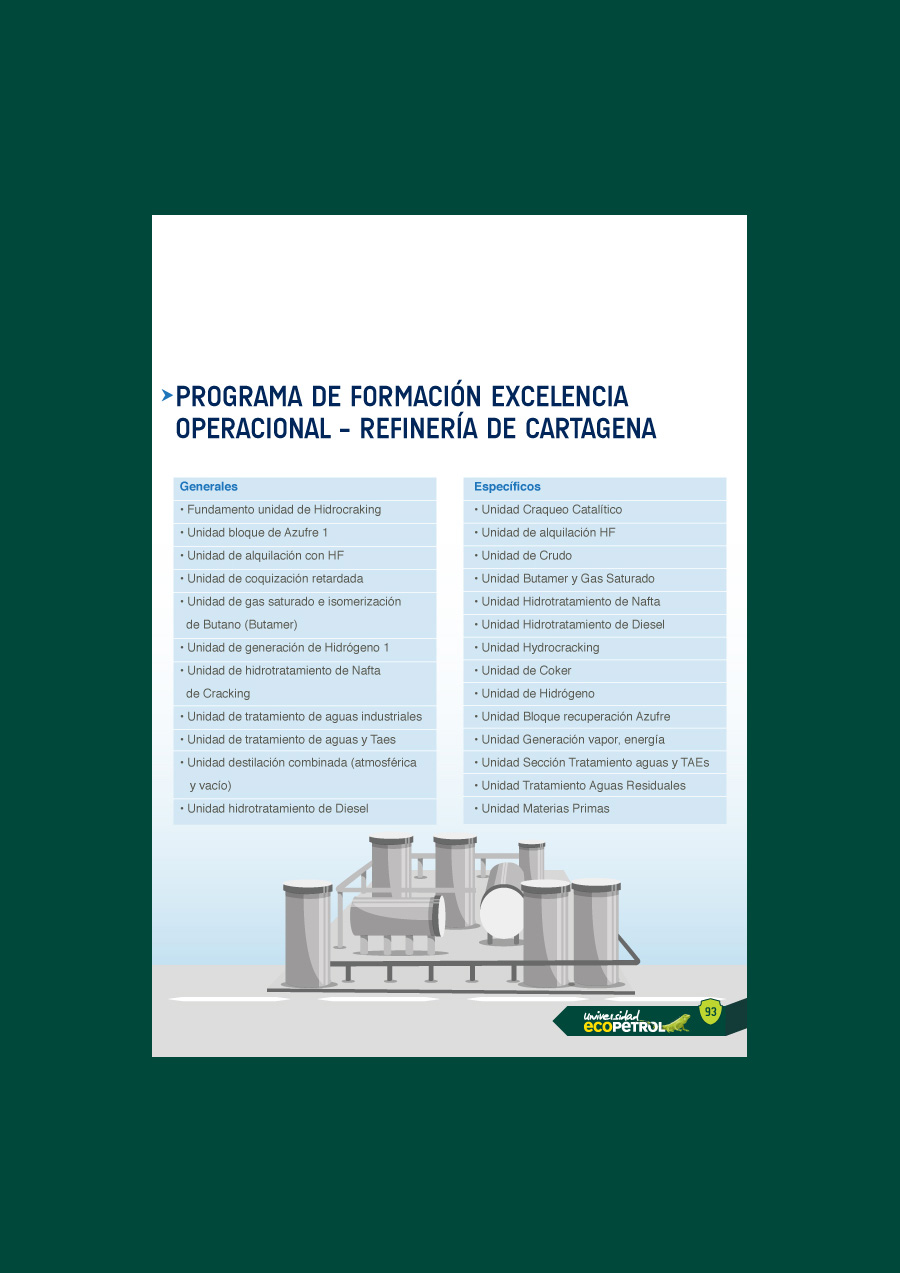 PROGRAMA DE FORMACIÓN EXCELENCIA
OPERACIONAL – REFINERÍA DE CARTAGENA
Generales
• Fundamento unidad de Hidrocraking
• Unidad bloque de Azufre 1
• Unidad de alquilación con HF
• Unidad de coquización retardada
• Unidad de gas saturado e isomerización
de Butano (Butamer)
• Unidad de generación de Hidrógeno 1
• Unidad de hidrotratamiento de Nafta
de Cracking
• Unidad de tratamiento de aguas industriales
• Unidad de tratamiento de aguas y Taes
• Unidad destilación combinada (atmosférica
y vacío)
• Unidad hidrotratamiento de Diesel
Específicos
• Unidad Craqueo Catalítico
• Unidad de alquilación HF
• Unidad de Crudo
• Unidad Butamer y Gas Saturado
• Unidad Hidrotratamiento de Nafta
• Unidad Hidrotratamiento de Diesel
• Unidad Hydrocracking
• Unidad de Coker
• Unidad de Hidrógeno
• Unidad Bloque recuperación Azufre
• Unidad Generación vapor, energía
• Unidad Sección Tratamiento aguas y TAEs
• Unidad Tratamiento Aguas Residuales
• Unidad Materias Primas
universidad
ecoPETROL
93